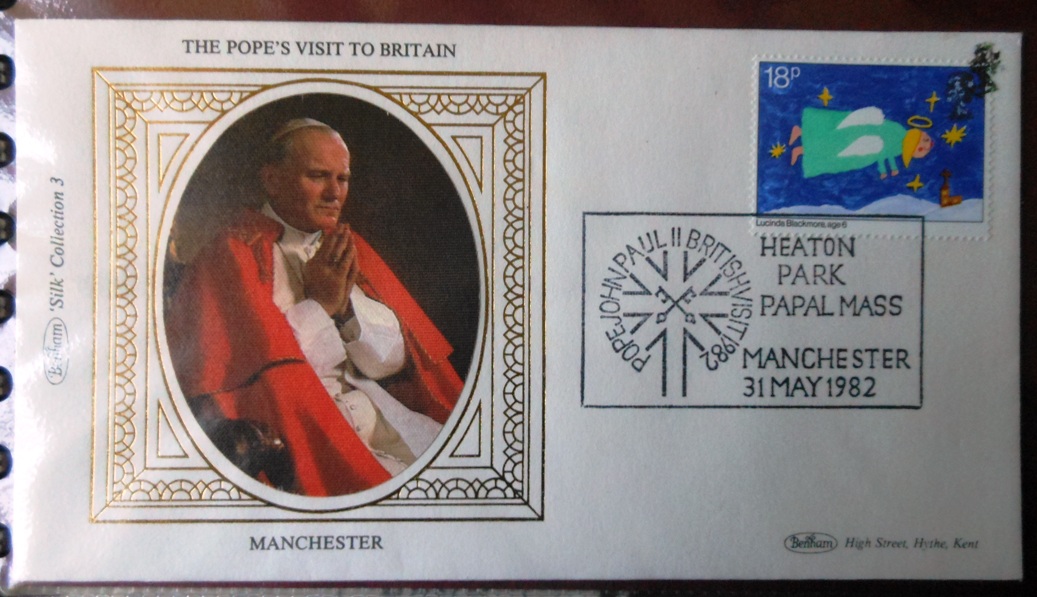 THE POPE'S VISIT TO BRITAIN
Benham 'Silk' Collection 3
MANCHESTER
18P
Lucinda Blackmore, age 6
POPE JOHN PAUL II BRITISH VISIT 1982
HEATON
PARK
PAPAL MASS
MANCHESTER
31 MAY 1982
Benham High Street, Hythe, Kent